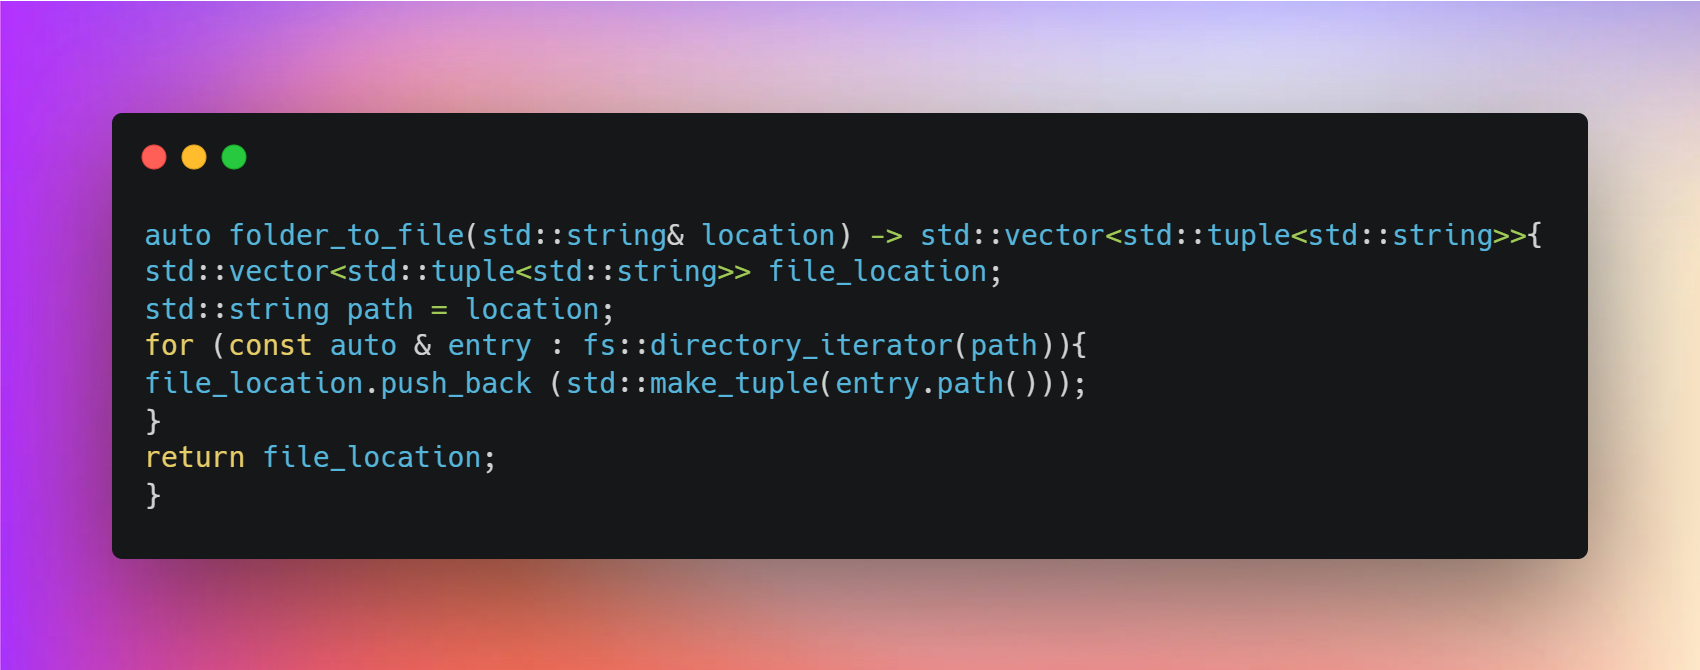 auto folder_to_file(std::string& location) -> std::vector<std::tuple<std::string>>{
std::vector<std::tuple<std::string>> file_location;
std::string path = location;
for (const auto & entry : fs::directory_iterator(path)){
file_location.push_back (std::make_tuple(entry.path()));
}
return file_location;
}